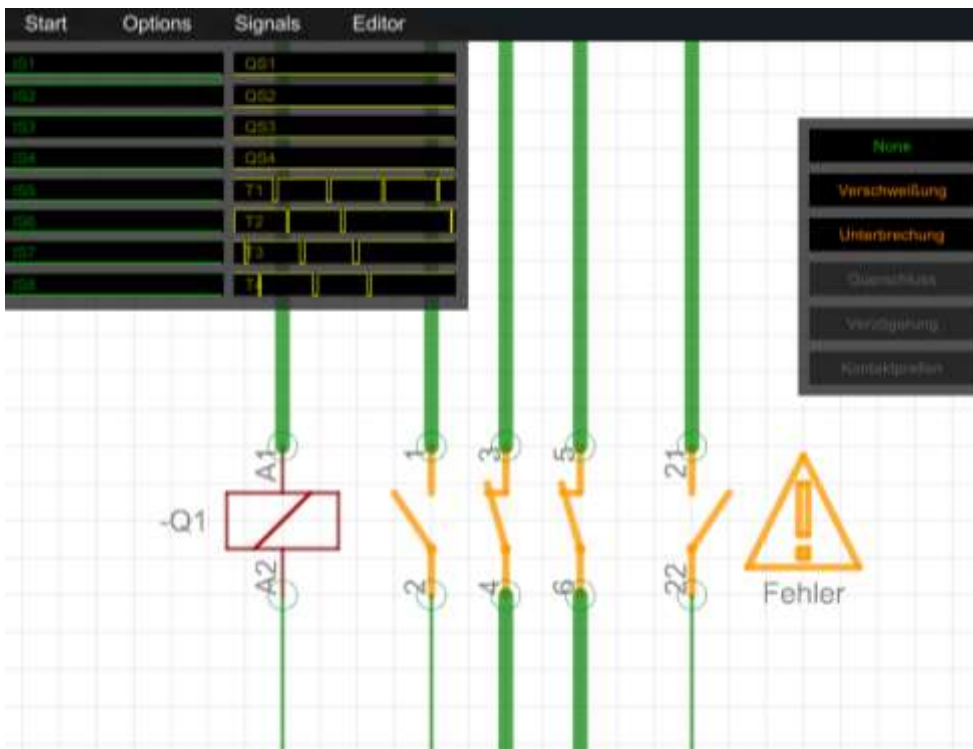 Start Options Signals Editor
IS1 QS1
IS2 QS2
IS3 QS3
IS4 QS4
IS5 T1
IS6 T2
IS7 T3
IS8 T4
None
Verschweißung
Unterbrechung
Querschluss
Verzögerung
Kontaktprellen
A1 1 3 5 21
-Q1
A2 2 4 6 22
Fehler